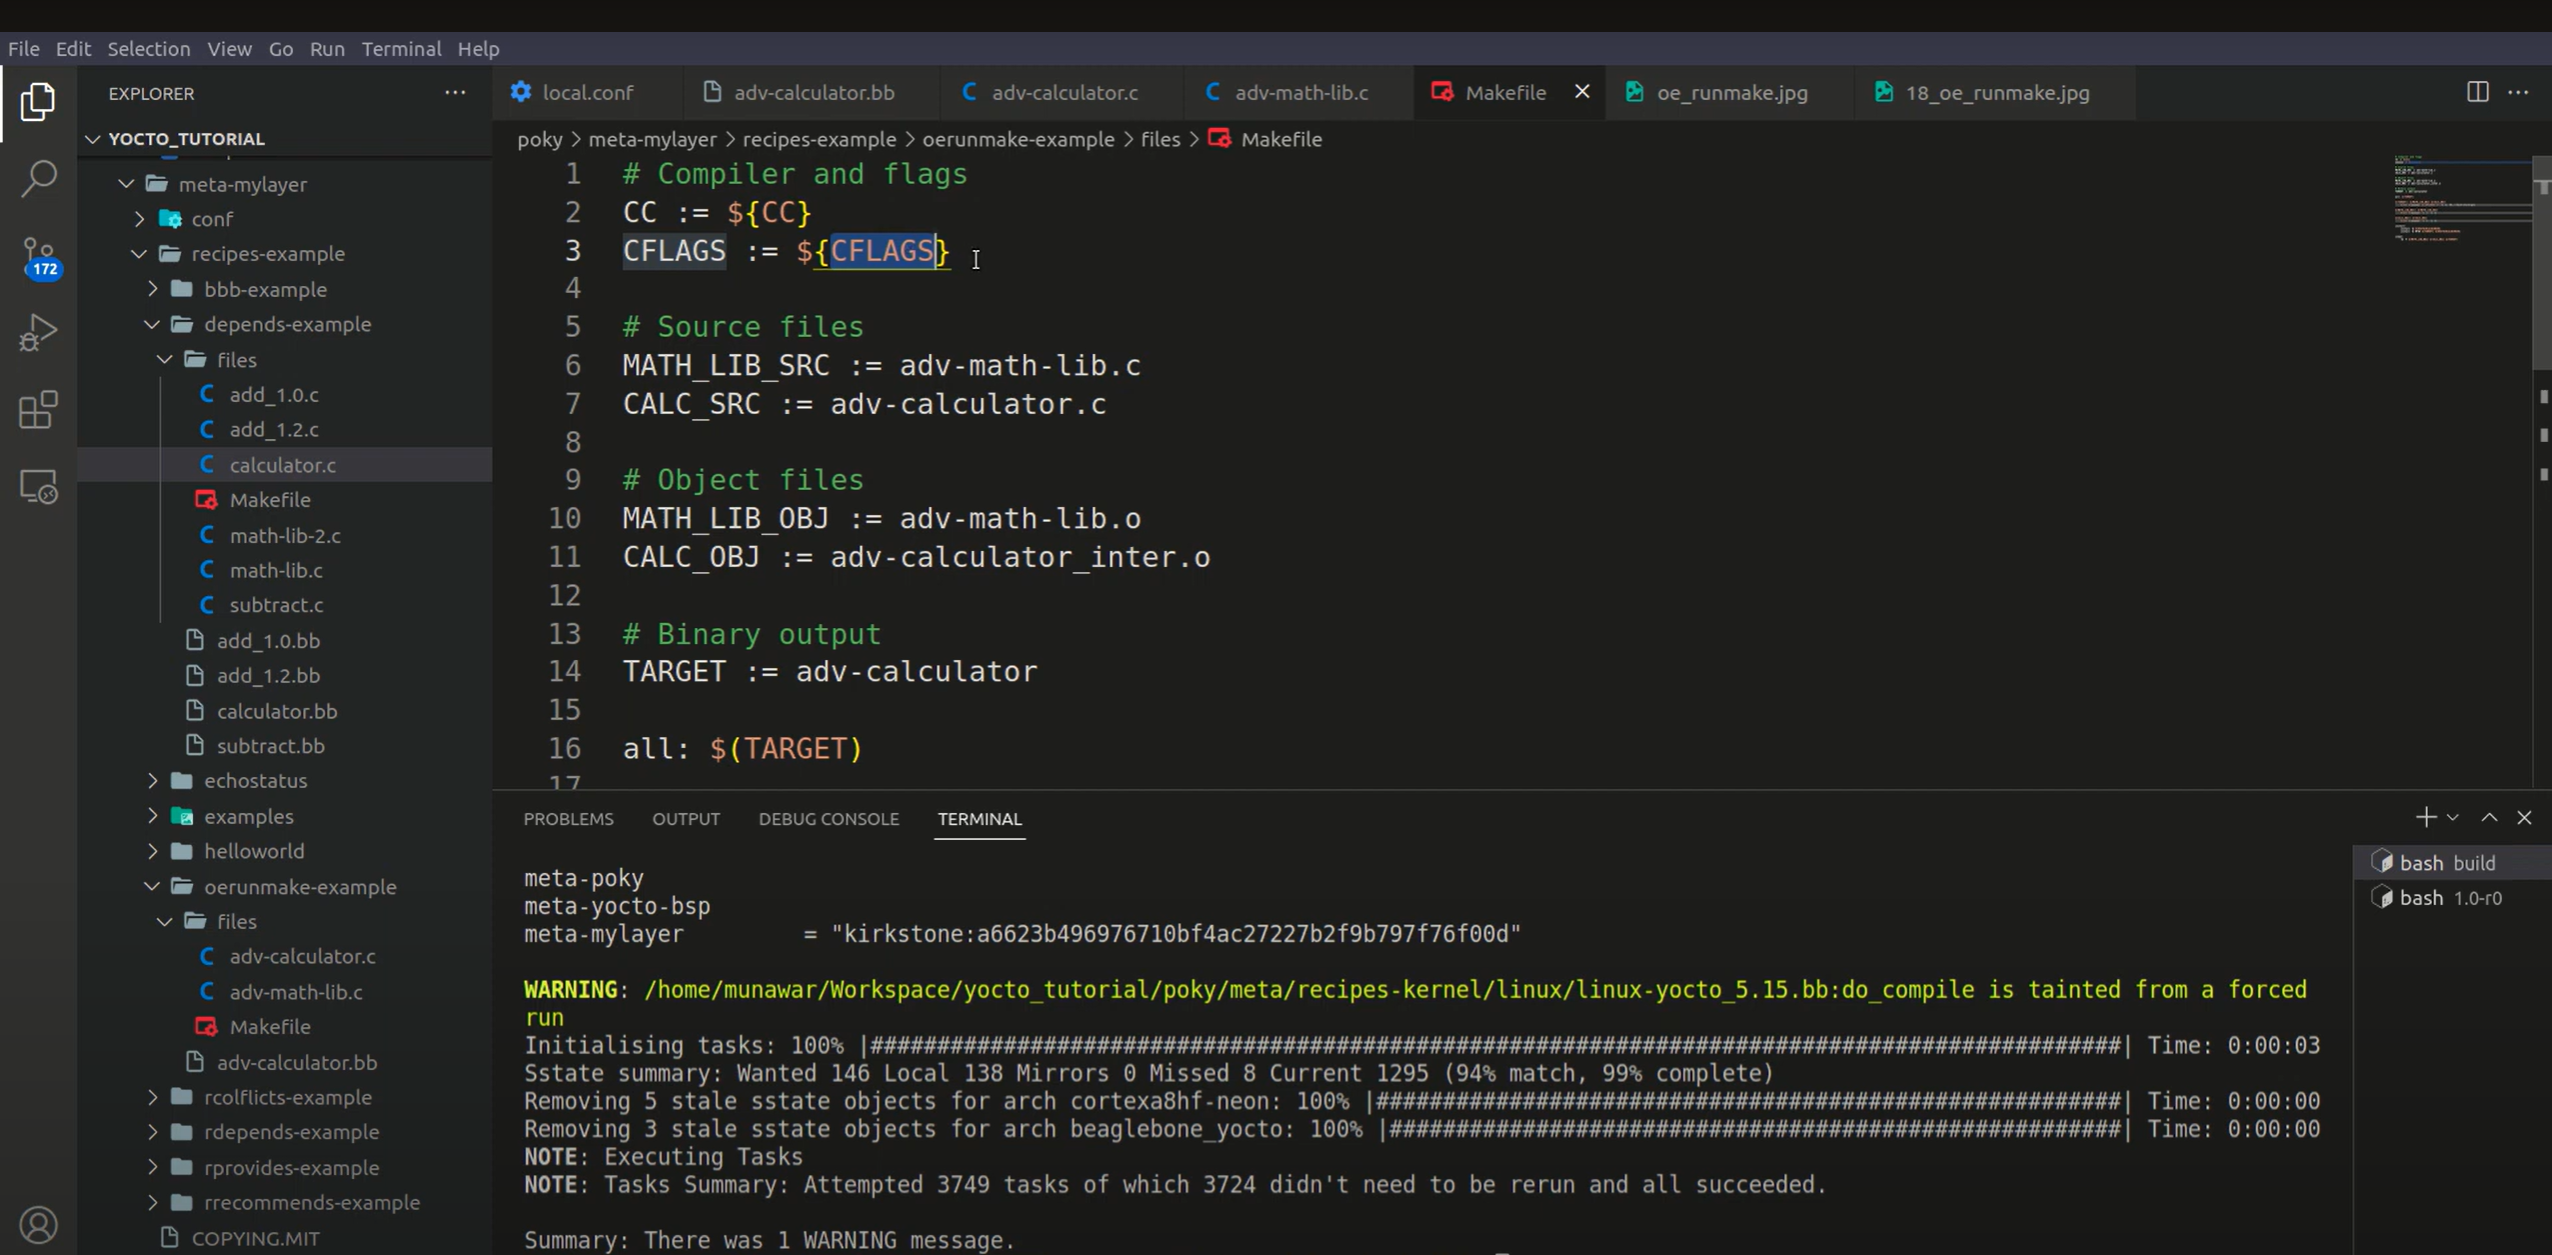 File Edit Selection View Go Run Terminal Help
EXPLORER
YOCTO_TUTORIAL
meta-mylayer
conf
recipes-example
bbb-example
depends-example
files
add_1.0.c
add_1.2.c
calculator.c
Makefile
math-lib-2.c
math-lib.c
subtract.c
add_1.0.bb
add_1.2.bb
calculator.bb
subtract.bb
echostatus
examples
helloworld
oerunmake-example
files
adv-calculator.c
adv-math-lib.c
Makefile
adv-calculator.bb
rcolflicts-example
rdepends-example
rprovides-example
rrecommends-example
COPYING.MIT
172
local.conf adv-calculator.bb adv-calculator.c adv-math-lib.c Makefile oe_runmake.jpg 18_oe_runmake.jpg
poky > meta-mylayer > recipes-example > oerunmake-example > files > Makefile
1 # Compiler and flags
2 CC := ${CC}
3 CFLAGS := ${CFLAGS}
4
5 # Source files
6 MATH_LIB_SRC := adv-math-lib.c
7 CALC_SRC := adv-calculator.c
8
9 # Object files
10 MATH_LIB_OBJ := adv-math-lib.o
11 CALC_OBJ := adv-calculator_inter.o
12
13 # Binary output
14 TARGET := adv-calculator
15
16 all: $(TARGET)
17
PROBLEMS OUTPUT DEBUG CONSOLE TERMINAL
meta-poky
meta-yocto-bsp
meta-mylayer = "kirkstone:a6623b496976710bf4ac27227b2f9b797f76f00d"
WARNING: /home/munawar/Workspace/yocto_tutorial/poky/meta/recipes-kernel/linux/linux-yocto_5.15.bb:do_compile is tainted from a forced
run
Initialising tasks: 100% |###############################################################################################| Time: 0:00:03
Sstate summary: Wanted 146 Local 138 Mirrors 0 Missed 8 Current 1295 (94% match, 99% complete)
Removing 5 stale sstate objects for arch cortexa8hf-neon: 100% |########################################################| Time: 0:00:00
Removing 3 stale sstate objects for arch beaglebone_yocto: 100% |#######################################################| Time: 0:00:00
NOTE: Executing Tasks
NOTE: Tasks Summary: Attempted 3749 tasks of which 3724 didn't need to be rerun and all succeeded.
Summary: There was 1 WARNING message.
bash build
bash 1.0-r0